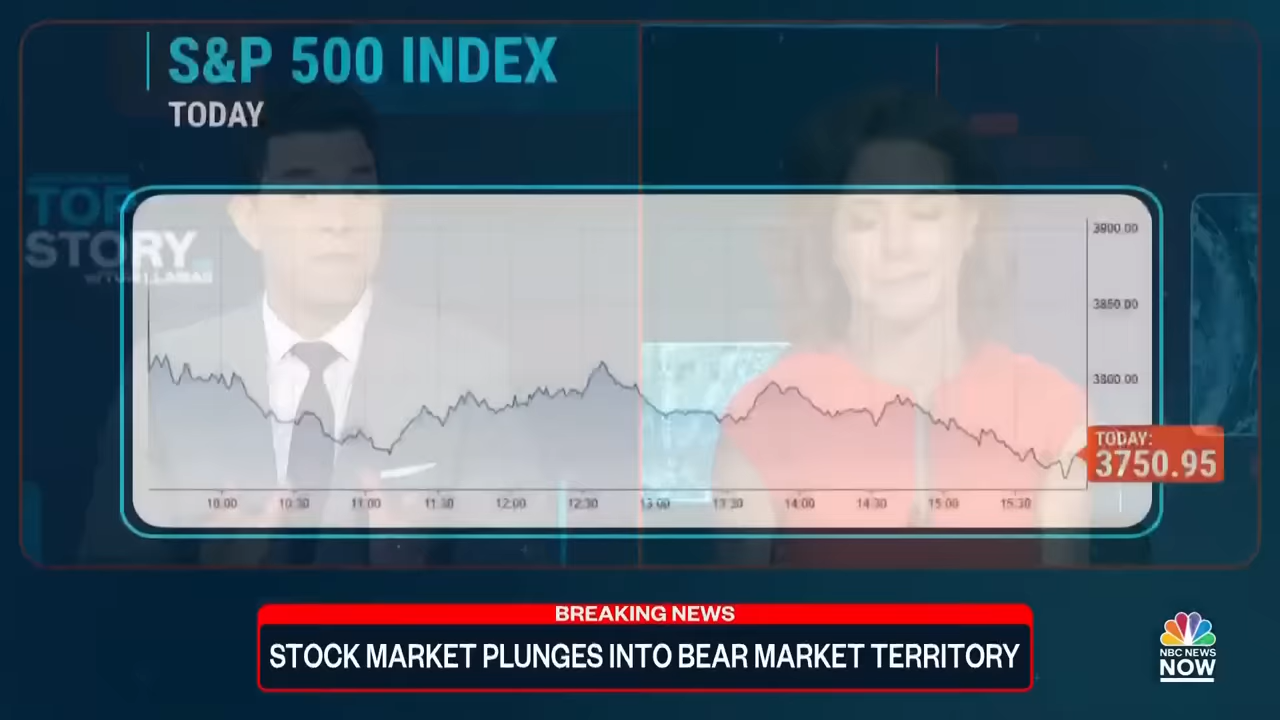 S&P 500 INDEX
TODAY
TOP
STORY
3900.00
3850.00
3800.00
TODAY:
3750.95
10:00 10:30 11:00 11:30 12:00 12:30 13:00 13:30 14:00 14:30 15:00 15:30
BREAKING NEWS
STOCK MARKET PLUNGES INTO BEAR MARKET TERRITORY
NBC NEWS
NOW